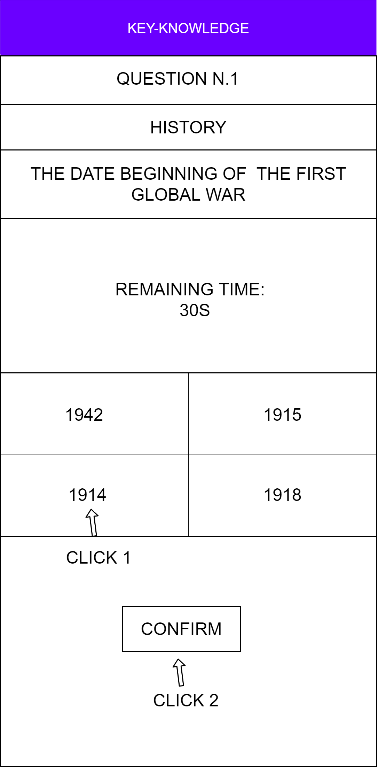 KEY-KNOWLEDGE
QUESTION N.1
HISTORY
THE DATE BEGINNING OF THE FIRST
GLOBAL WAR
REMAINING TIME:
30S
1942
1915
1914
1918
CLICK 1
CONFIRM
CLICK 2